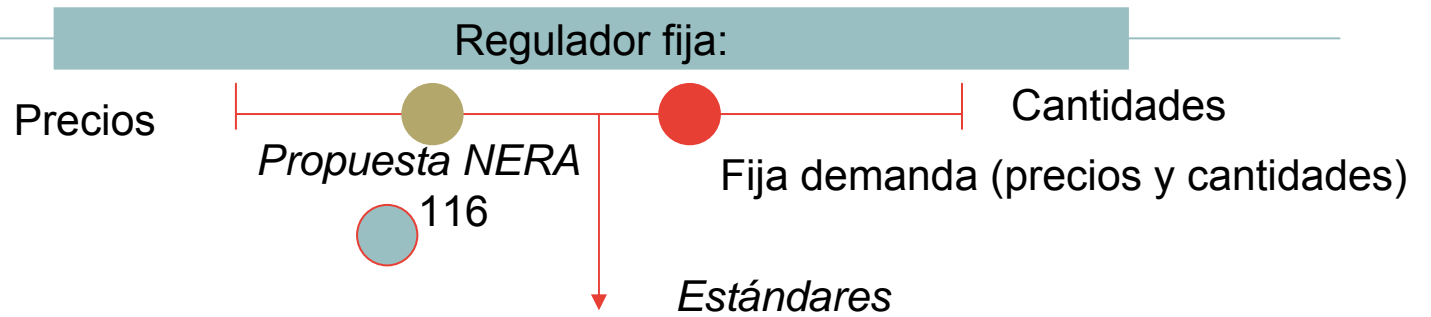 Regulador fija:
Precios
Cantidades
Propuesta NERA
116
Fija demanda (precios y cantidades)
Estándares